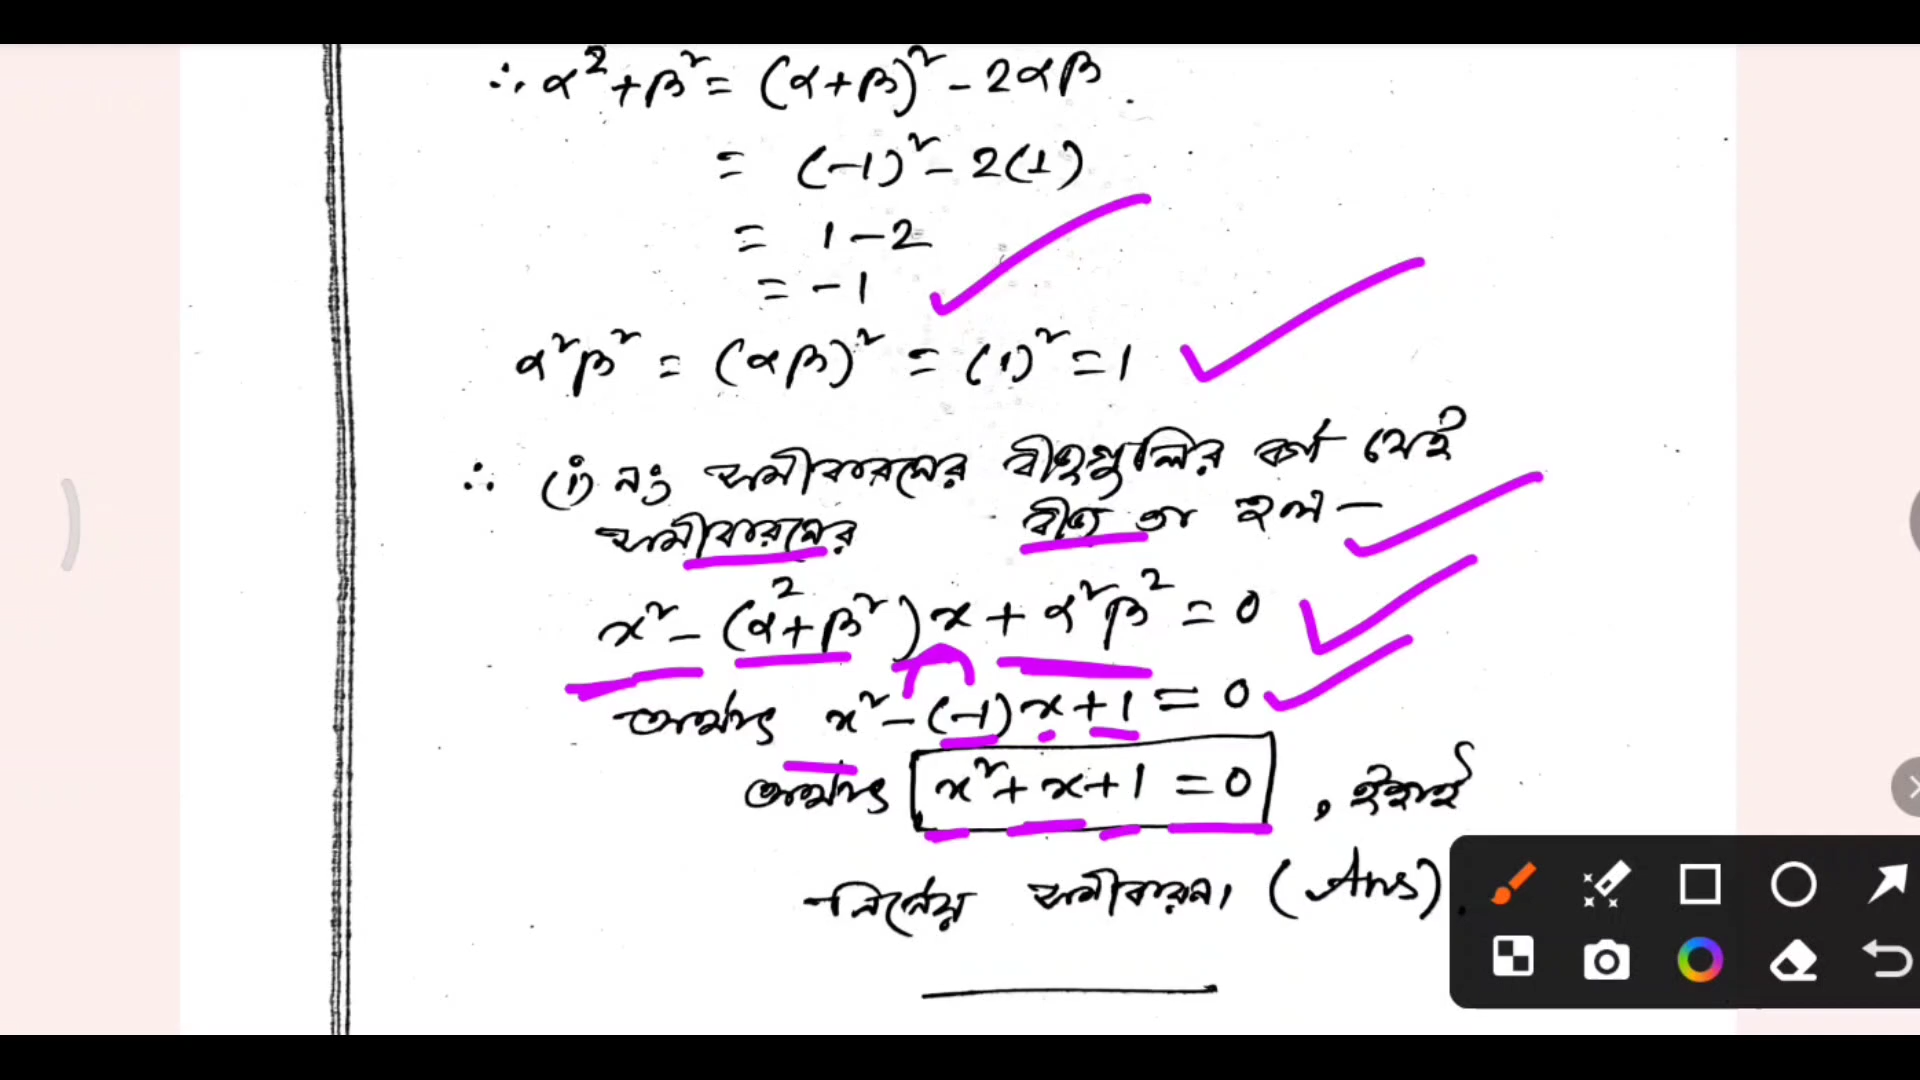 ∴ α² + β² = (α+β)² - 2αβ
= (-1)² - 2(1)
= 1 - 2
= -1
α²β² = (αβ)² = (1)² = 1
∴ (i) নং সমীকরণের বীজগুলির বর্গ যেই
সমীকরণের বীজ তা হল —
x² - (α²+β²)x + α²β² = 0
অর্থাৎ x² - (-1)x + 1 = 0
অর্থাৎ x² + x + 1 = 0, ইহাই
নির্ণেয় সমীকরণ। (Ans)